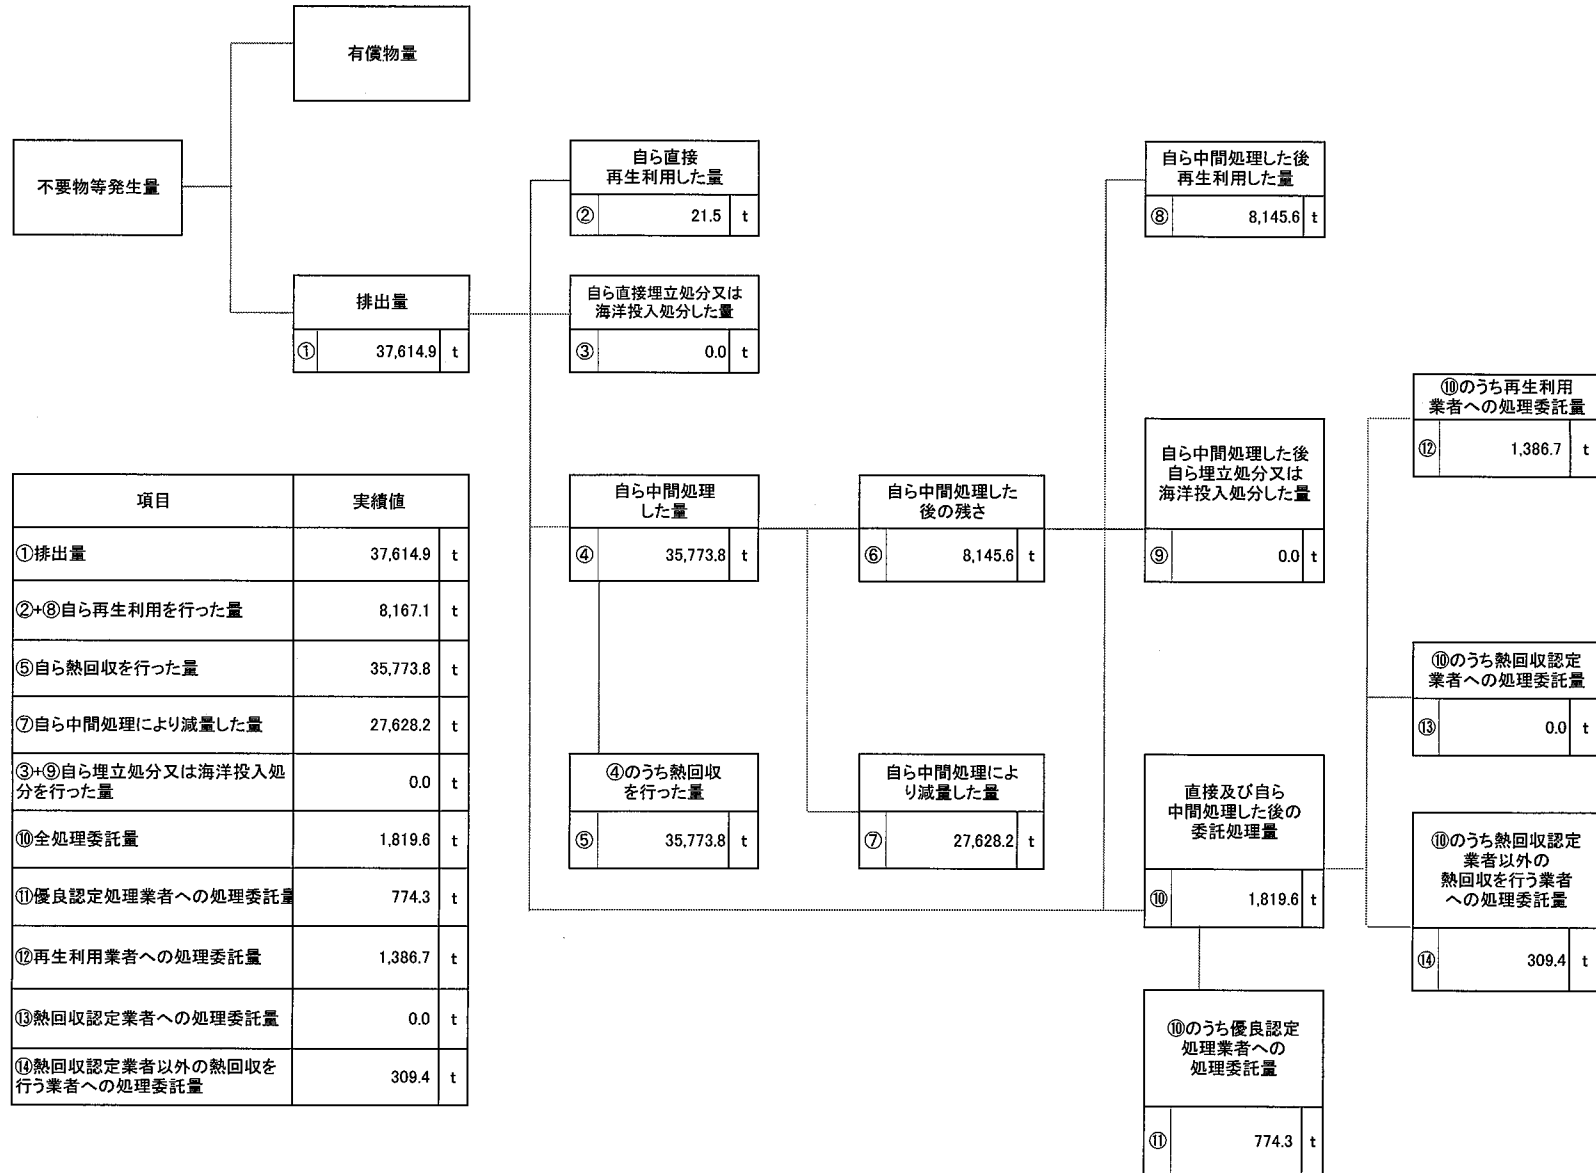 有償物量
不要物等発生量
排出量
① 37,614.9 t
自ら直接
再生利用した量
② 21.5 t
自ら直接埋立処分又は
海洋投入処分した量
③ 0.0 t
自ら中間処理
した量
④ 35,773.8 t
④のうち熱回収
を行った量
⑤ 35,773.8 t
自ら中間処理した
後の残さ
⑥ 8,145.6 t
自ら中間処理によ
り減量した量
⑦ 27,628.2 t
自ら中間処理した後
再生利用した量
⑧ 8,145.6 t
自ら中間処理した後
自ら埋立処分又は
海洋投入処分した量
⑨ 0.0 t
直接及び自ら
中間処理した後の
委託処理量
⑩ 1,819.6 t
⑩のうち優良認定
処理業者への
処理委託量
⑪ 774.3 t
⑩のうち再生利用
業者への処理委託量
⑫ 1,386.7 t
⑩のうち熱回収認定
業者への処理委託量
⑬ 0.0 t
⑩のうち熱回収認定
業者以外の
熱回収を行う業者
への処理委託量
⑭ 309.4 t
項目 実績値
①排出量 37,614.9 t
②+⑧自ら再生利用を行った量 8,167.1 t
⑤自ら熱回収を行った量 35,773.8 t
⑦自ら中間処理により減量した量 27,628.2 t
③+⑨自ら埋立処分又は海洋投入処
分を行った量 0.0 t
⑩全処理委託量 1,819.6 t
⑪優良認定処理業者への処理委託量 774.3 t
⑫再生利用業者への処理委託量 1,386.7 t
⑬熱回収認定業者への処理委託量 0.0 t
⑭熱回収認定業者以外の熱回収を
行う業者への処理委託量 309.4 t